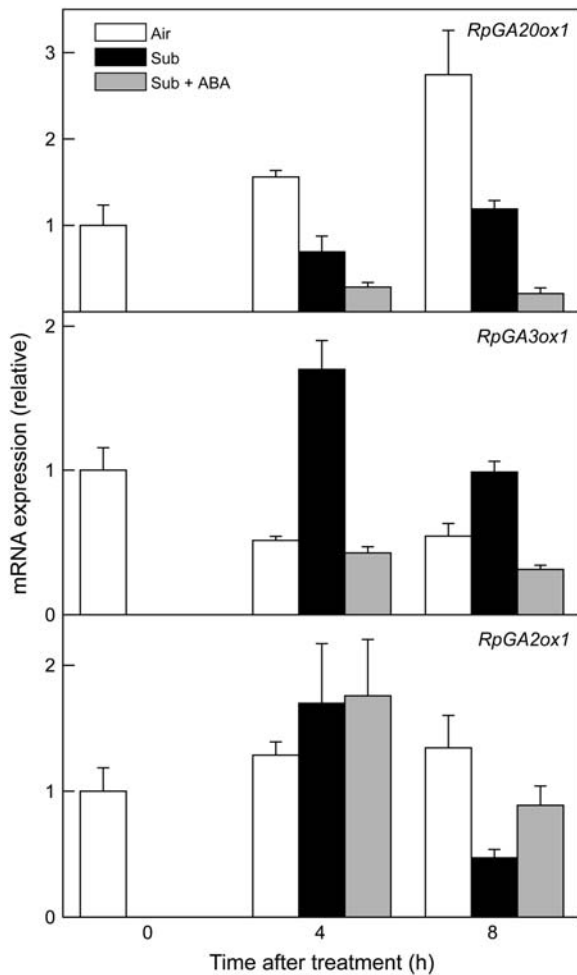 RpGA20ox1
Air
Sub
Sub + ABA
3
2
1
RpGA3ox1
2
1
0
RpGA2ox1
2
1
0
mRNA expression (relative)
0 4 8
Time after treatment (h)